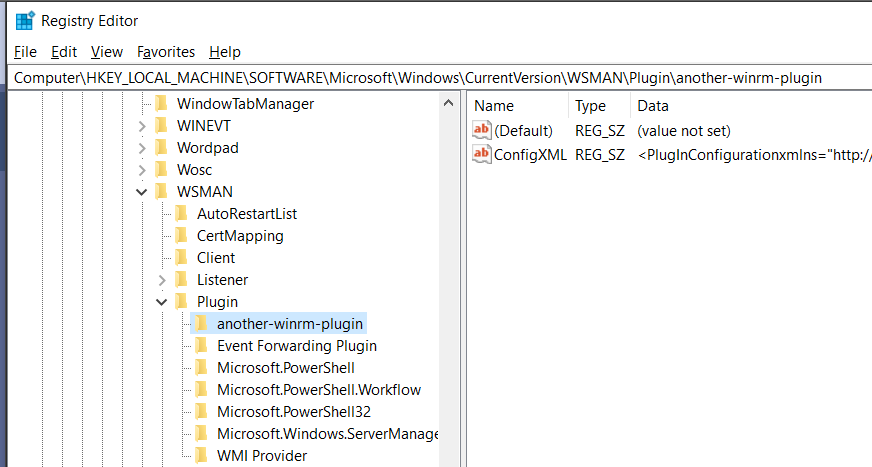 Registry Editor
File Edit View Favorites Help
Computer\HKEY_LOCAL_MACHINE\SOFTWARE\Microsoft\Windows\CurrentVersion\WSMAN\Plugin\another-winrm-plugin
WindowTabManager
WINEVT
Wordpad
Wosc
WSMAN
AutoRestartList
CertMapping
Client
Listener
Plugin
another-winrm-plugin
Event Forwarding Plugin
Microsoft.PowerShell
Microsoft.PowerShell.Workflow
Microsoft.PowerShell32
Microsoft.Windows.ServerManage
WMI Provider
Name Type Data
ab (Default) REG_SZ (value not set)
ab ConfigXML REG_SZ <PlugInConfigurationxmlns="http:/